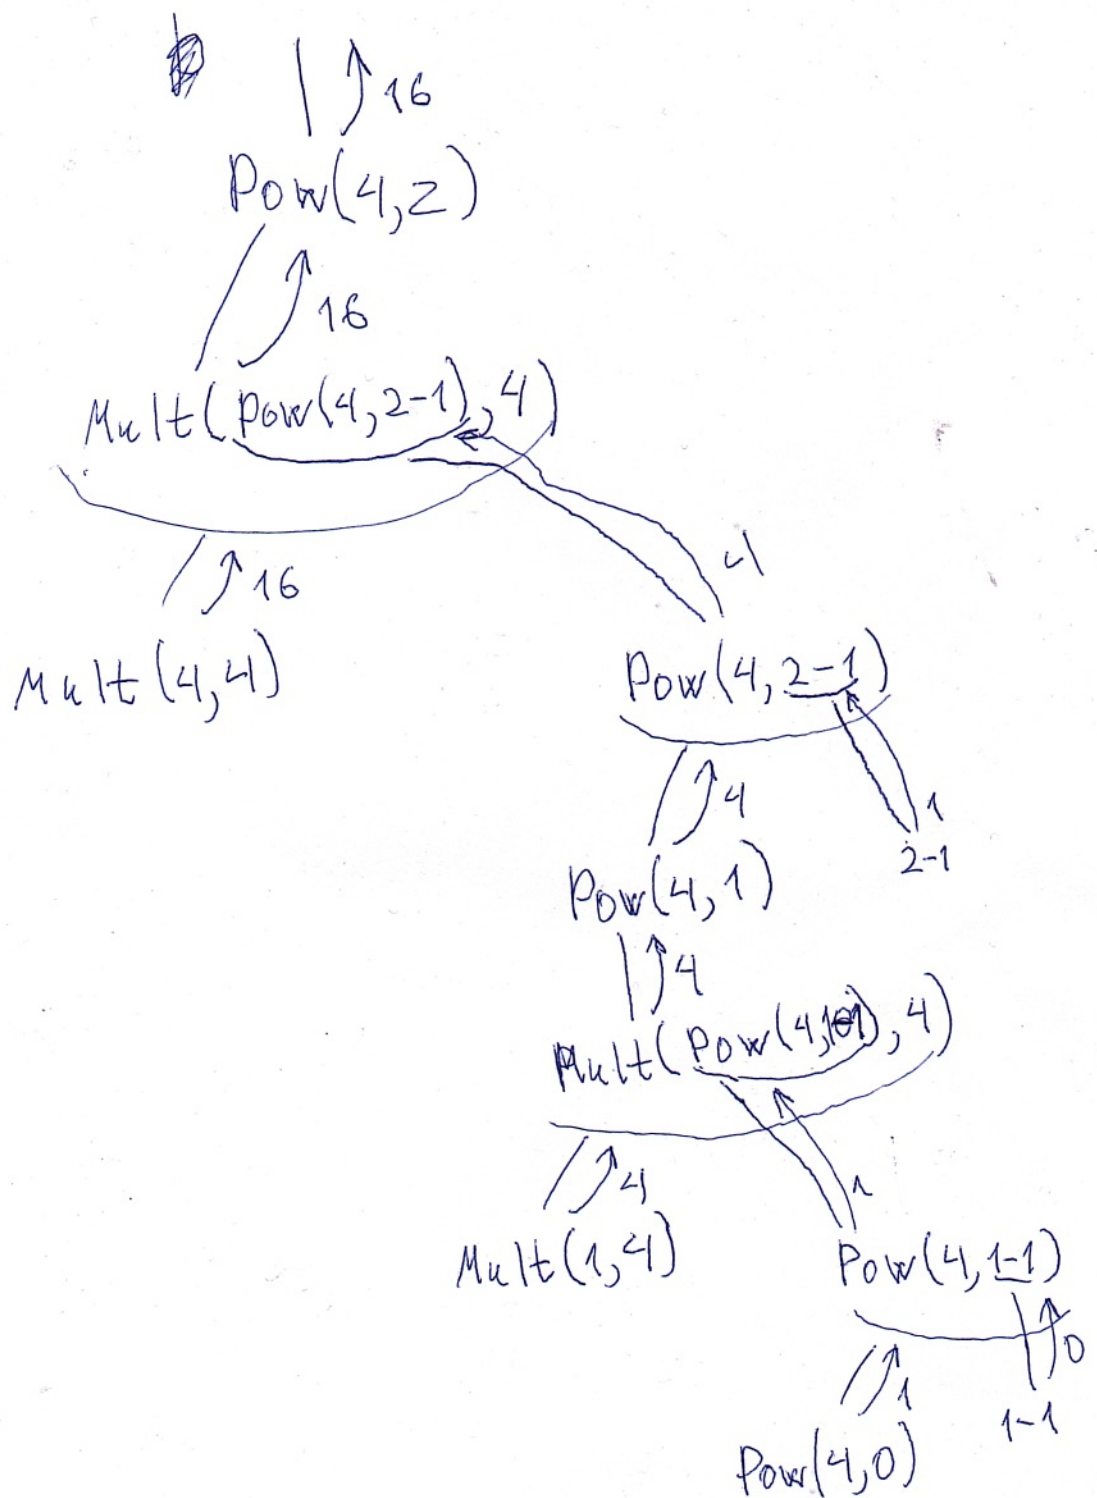 16
Pow(4,2)
16
Mult(Pow(4,2-1),4)
4
16
Mult(4,4)
Pow(4,2-1)
4
1
2-1
Pow(4,1)
4
Mult(Pow(4,1-1),4)
4
1
Mult(1,4)
Pow(4,1-1)
1
0
1-1
Pow(4,0)